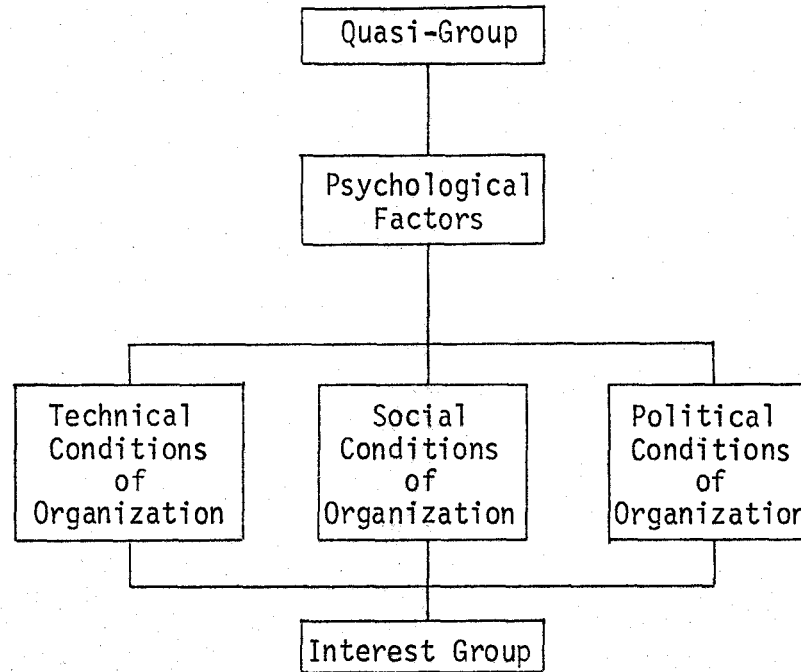 Quasi-Group
Psychological
Factors
Technical
Conditions
of
Organization
Social
Conditions
of
Organization
Political
Conditions
of
Organization
Interest Group